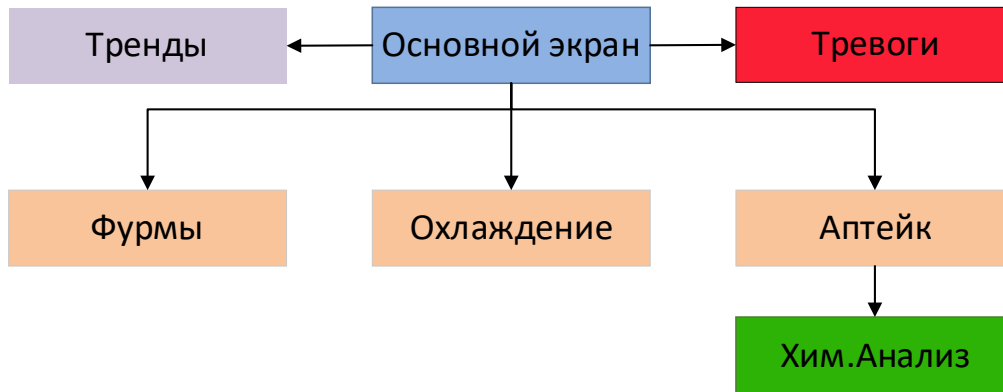 Тренды
Основной экран
Тревоги
Фурмы
Охлаждение
Аптейк
Хим.Анализ